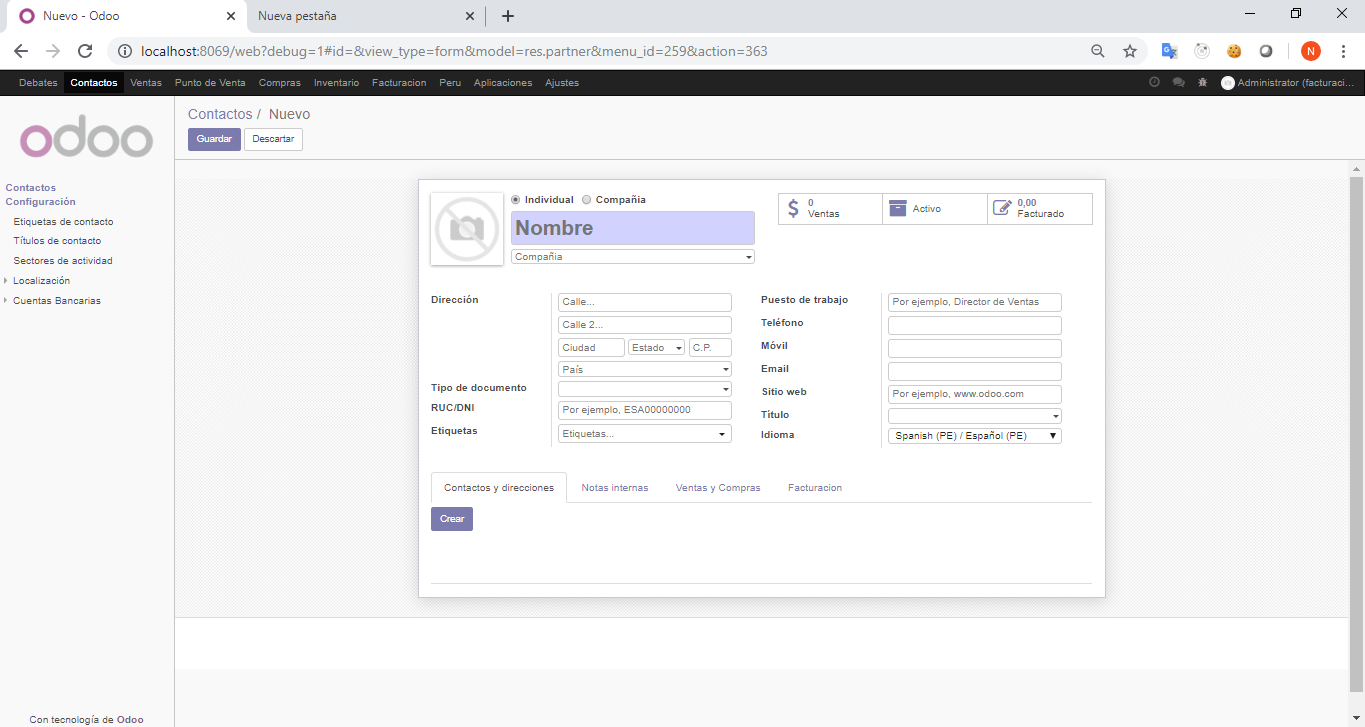 Nuevo - Odoo
Nueva pestaña
localhost:8069/web?debug=1#id=&view_type=form&model=res.partner&menu_id=259&action=363
N
Debates Contactos Ventas Punto de Venta Compras Inventario Facturacion Peru Aplicaciones Ajustes
Administrator (facturaci...
odoo
Contactos / Nuevo
Guardar Descartar
Contactos
Configuración
Etiquetas de contacto
Títulos de contacto
Sectores de actividad
Localización
Cuentas Bancarias
Individual Compañia
Nombre
Compañia
0
Ventas
Activo
0,00
Facturado
Dirección
Calle...
Calle 2...
Ciudad Estado C.P.
País
Tipo de documento
RUC/DNI Por ejemplo, ESA00000000
Etiquetas Etiquetas...
Puesto de trabajo Por ejemplo, Director de Ventas
Teléfono
Móvil
Email
Sitio web Por ejemplo, www.odoo.com
Título
Idioma Spanish (PE) / Español (PE)
Contactos y direcciones Notas internas Ventas y Compras Facturacion
Crear
Con tecnología de Odoo